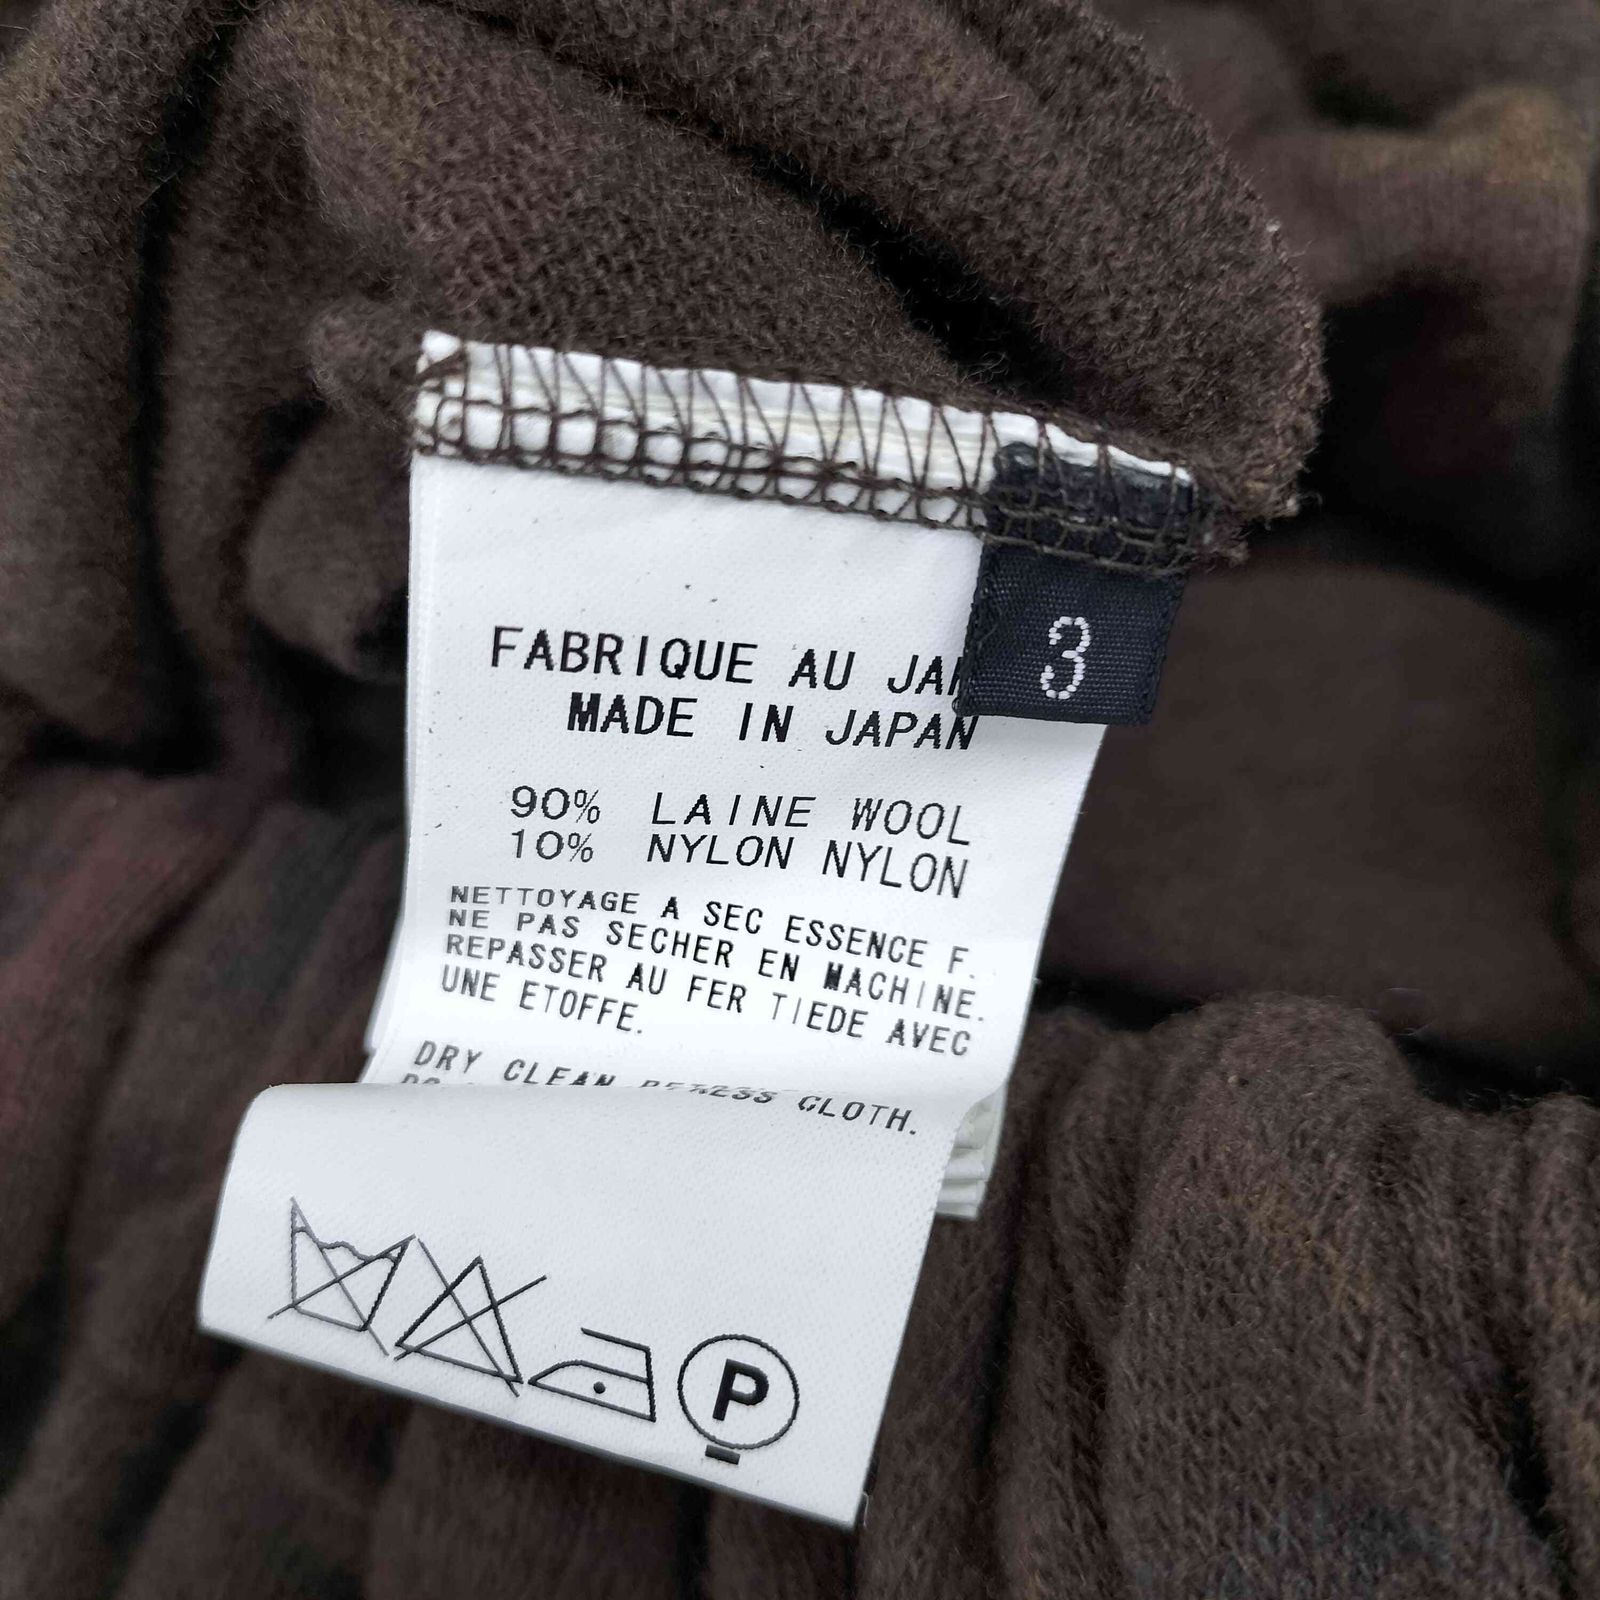 FABRIQUE AU
3
MADE IN JAPAN
90% LAINE WOOL
10% NYLON NYLON
NETTOYAGE A SEC ESSENCE F.
NE PAS SECHER EN MACHINE.
REPASSER AU FER TIEDE AVEC
UNE ETOFFE.
DRY CLEAN
CLOTH.
P